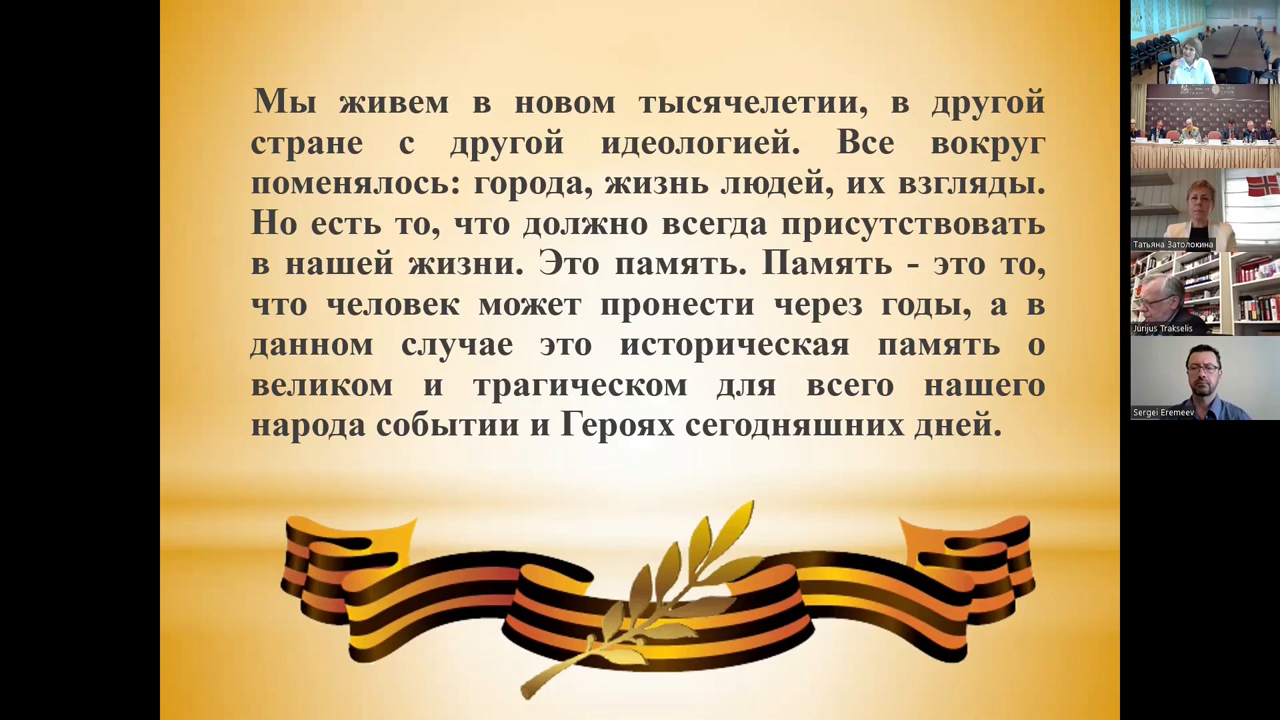 Мы живем в новом тысячелетии, в другой
стране с другой идеологией. Все вокруг
поменялось: города, жизнь людей, их взгляды.
Но есть то, что должно всегда присутствовать
в нашей жизни. Это память. Память - это то,
что человек может пронести через годы, а в
данном случае это историческая память о
великом и трагическом для всего нашего
народа событии и Героях сегодняшних дней.
Татьяна Затолокина
Jurijus Trakselis
Sergei Eremeev